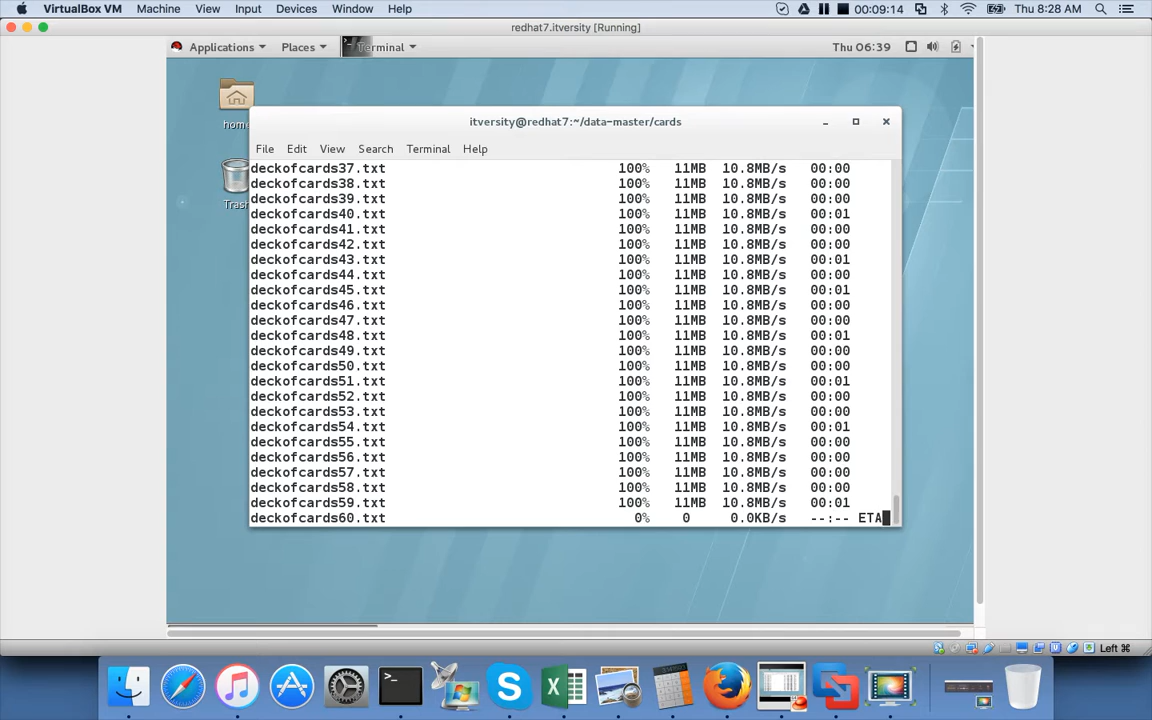 VirtualBox VM Machine View Input Devices Window Help 00:09:14 Thu 8:28 AM
redhat7.itversity [Running]
Applications Places Terminal Thu 06:39
home
Trash
itversity@redhat7:~/data-master/cards
File Edit View Search Terminal Help
deckofcards37.txt 100% 11MB 10.8MB/s 00:00
deckofcards38.txt 100% 11MB 10.8MB/s 00:00
deckofcards39.txt 100% 11MB 10.8MB/s 00:00
deckofcards40.txt 100% 11MB 10.8MB/s 00:01
deckofcards41.txt 100% 11MB 10.8MB/s 00:00
deckofcards42.txt 100% 11MB 10.8MB/s 00:00
deckofcards43.txt 100% 11MB 10.8MB/s 00:01
deckofcards44.txt 100% 11MB 10.8MB/s 00:00
deckofcards45.txt 100% 11MB 10.8MB/s 00:01
deckofcards46.txt 100% 11MB 10.8MB/s 00:00
deckofcards47.txt 100% 11MB 10.8MB/s 00:00
deckofcards48.txt 100% 11MB 10.8MB/s 00:01
deckofcards49.txt 100% 11MB 10.8MB/s 00:00
deckofcards50.txt 100% 11MB 10.8MB/s 00:00
deckofcards51.txt 100% 11MB 10.8MB/s 00:01
deckofcards52.txt 100% 11MB 10.8MB/s 00:00
deckofcards53.txt 100% 11MB 10.8MB/s 00:00
deckofcards54.txt 100% 11MB 10.8MB/s 00:01
deckofcards55.txt 100% 11MB 10.8MB/s 00:00
deckofcards56.txt 100% 11MB 10.8MB/s 00:00
deckofcards57.txt 100% 11MB 10.8MB/s 00:00
deckofcards58.txt 100% 11MB 10.8MB/s 00:00
deckofcards59.txt 100% 11MB 10.8MB/s 00:01
deckofcards60.txt 0% 0 0.0KB/s --:-- ETA
Left ⌘